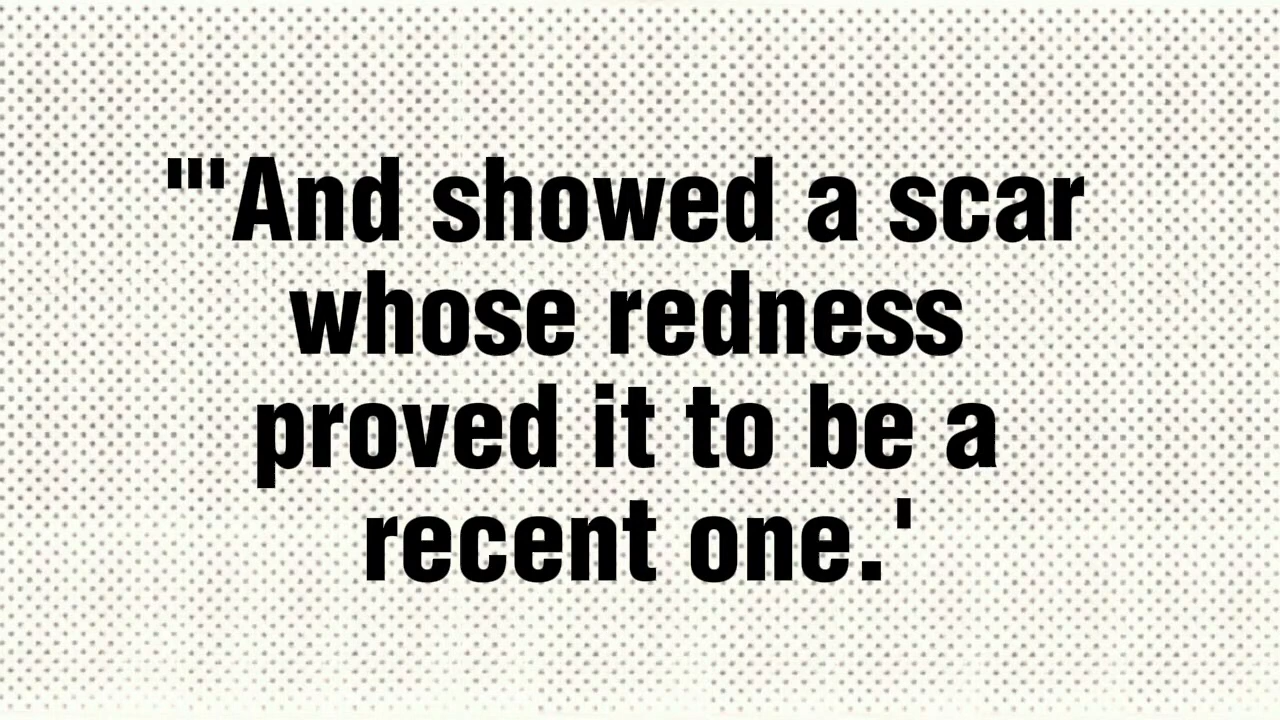 "'And showed a scar
whose redness
proved it to be a
recent one.'